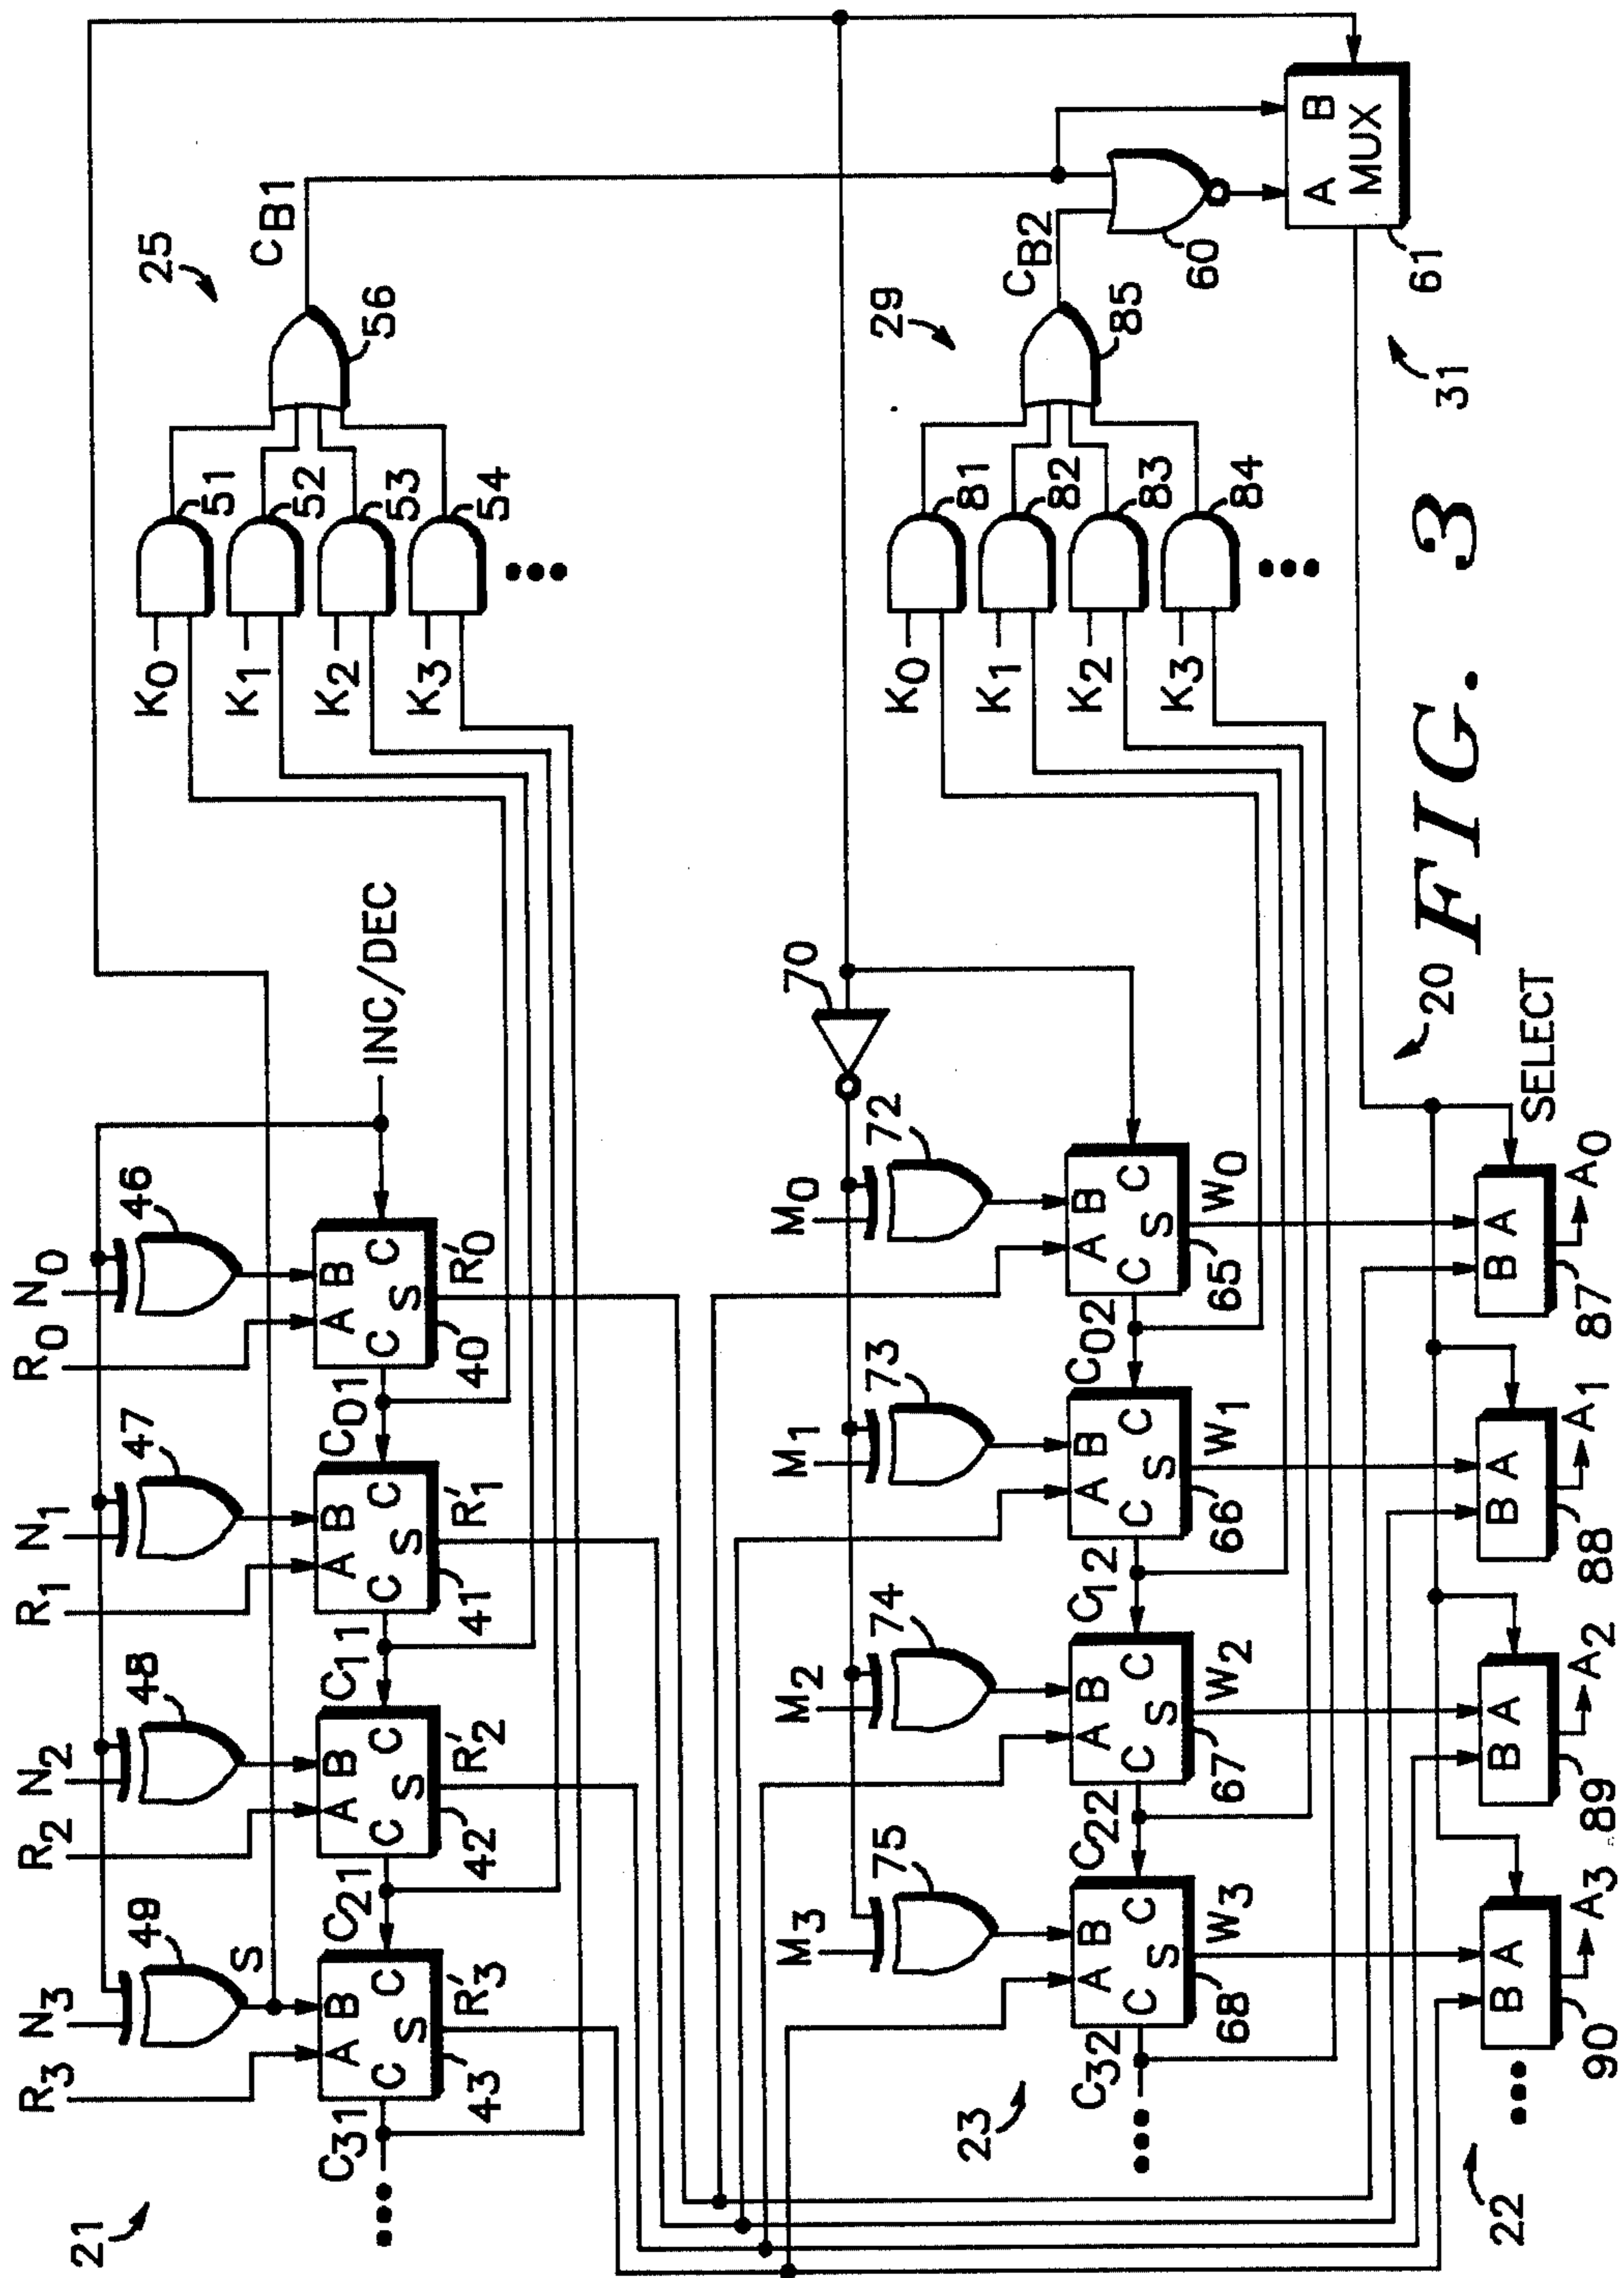 21
R3 N3 R2 N2 R1 N1 R0 N0
49 48 47 46
S
A B A B A B A B
C31 C S C C21 C S C C11 C S C C01 C S C INC/DEC
43 R'3 42 R'2 41 R'1 40 R'0
K0 51
K1 52
K2 53
K3 54
56
25
CB1
70
M3 M2 M1 M0
75 74 73 72
A B A B A B A B
23
C32 C S C C22 C S C C12 C S C C02 C S C
68 W3 67 W2 66 W1 65 W0
K0 81
K1 82
K2 83
K3 84
85
29
CB2
60
A B
MUX
61
31
22
B A B A B A B A
90 A3 89 A2 88 A1 87 A0
SELECT
20
FIG. 3